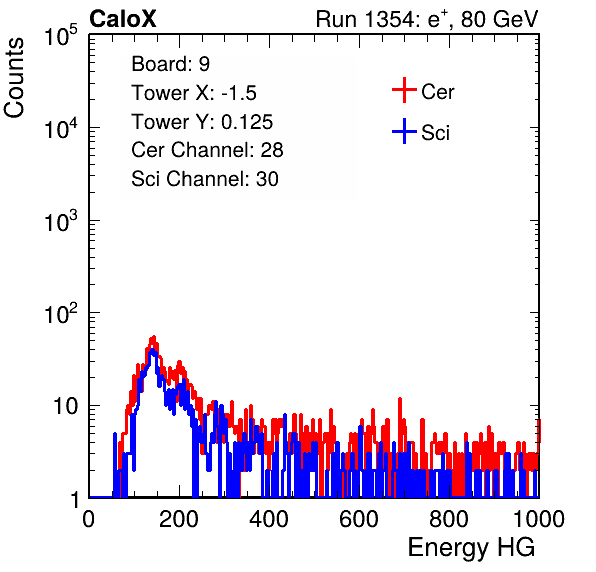 CaloX Run 1354: e⁺, 80 GeV
Counts
10⁵
10⁴
10³
10²
10
1
Board: 9
Tower X: -1.5
Tower Y: 0.125
Cer Channel: 28
Sci Channel: 30
Cer
Sci
0 200 400 600 800 1000
Energy HG